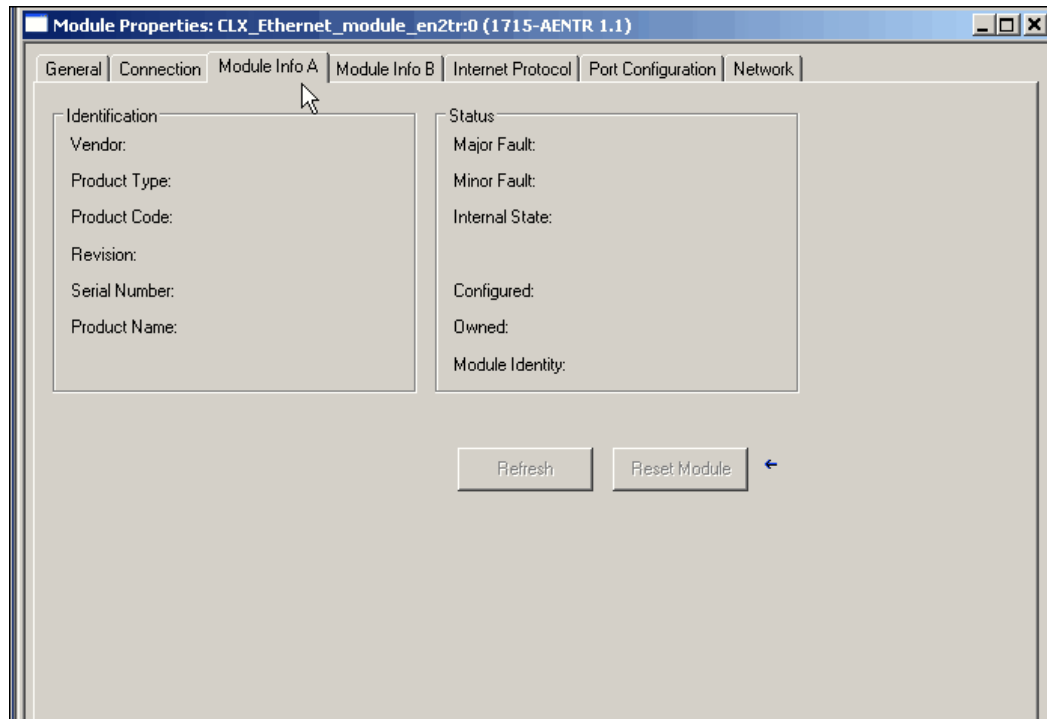 Module Properties: CLX_Ethernet_module_en2tr:0 (1715-AENTR 1.1)
General Connection Module Info A Module Info B Internet Protocol Port Configuration Network
Identification
Vendor:
Product Type:
Product Code:
Revision:
Serial Number:
Product Name:
Status
Major Fault:
Minor Fault:
Internal State:
Configured:
Owned:
Module Identity:
Refresh Reset Module